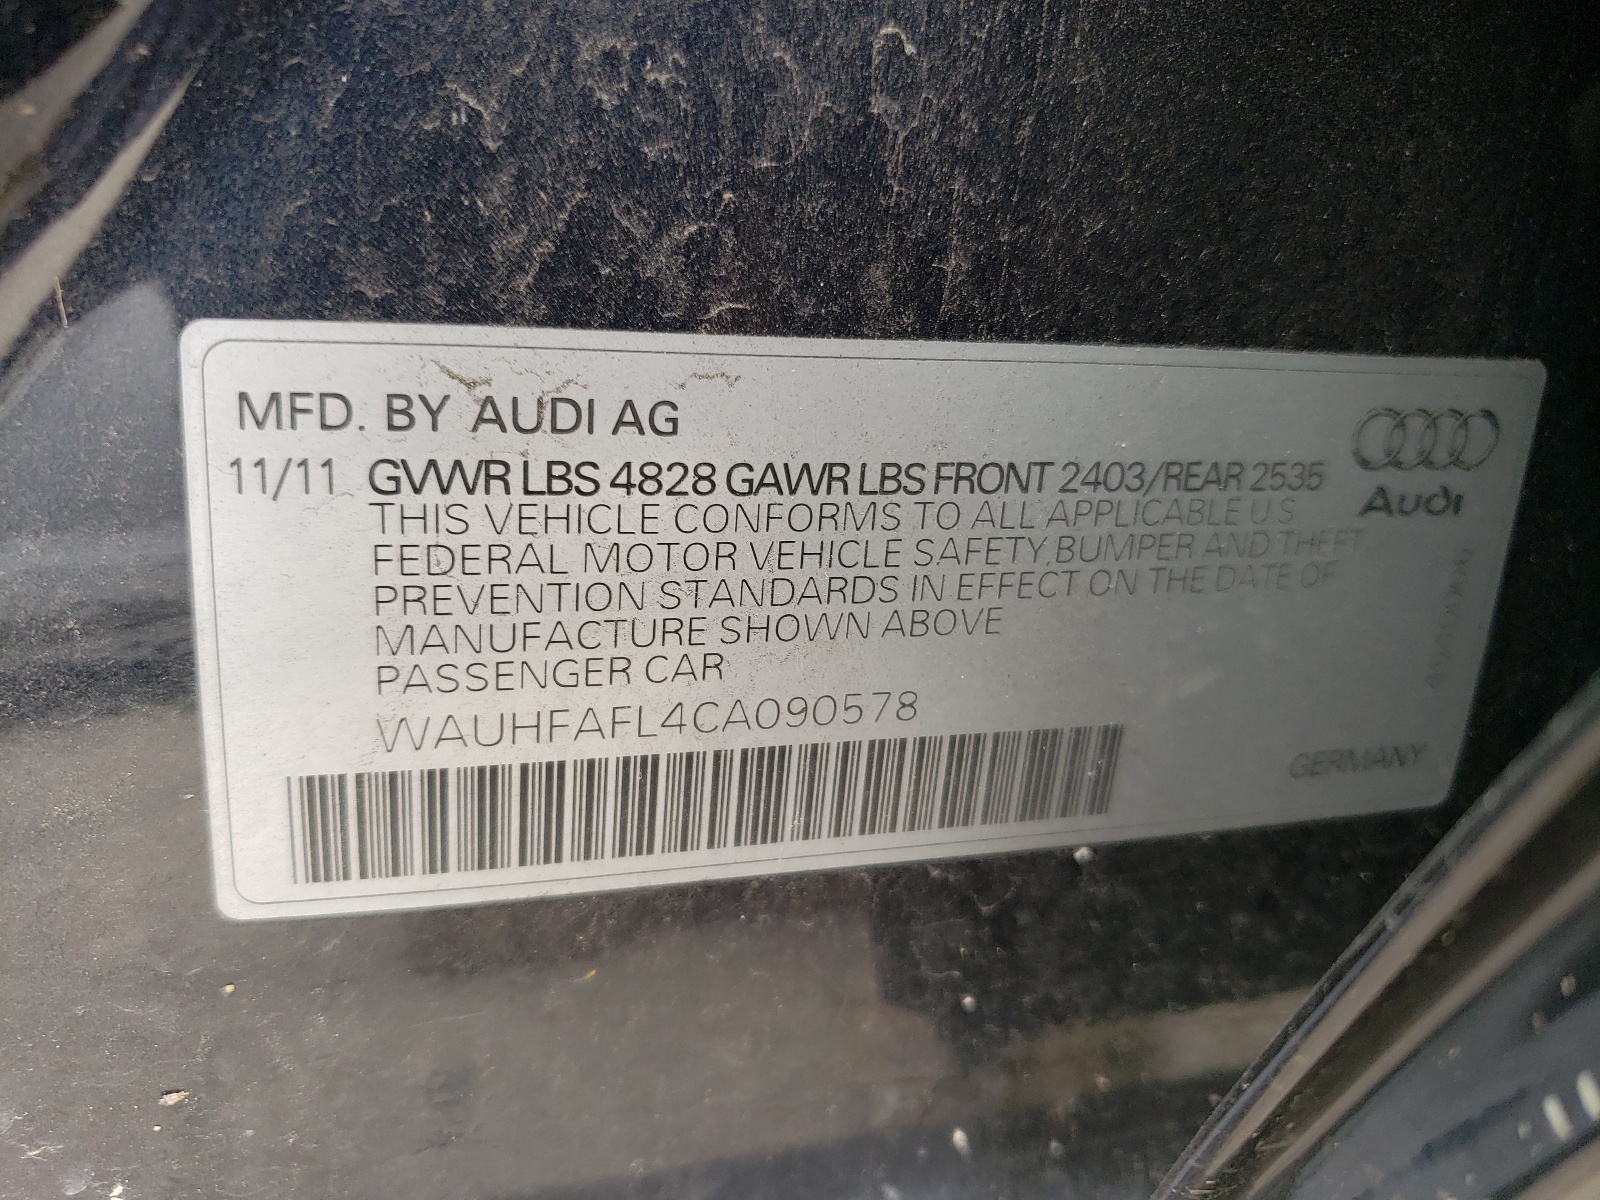 MFD. BY AUDI AG
11/11 GVWR LBS 4828 GAWR LBS FRONT 2403/REAR 2535
Audi
THIS VEHICLE CONFORMS TO ALL APPLICABLE U S
FEDERAL MOTOR VEHICLE SAFETY, BUMPER AND THEFT
PREVENTION STANDARDS IN EFFECT ON THE DATE OF
MANUFACTURE SHOWN ABOVE
PASSENGER CAR
WAUHFAFL4CA090578
GERMANY